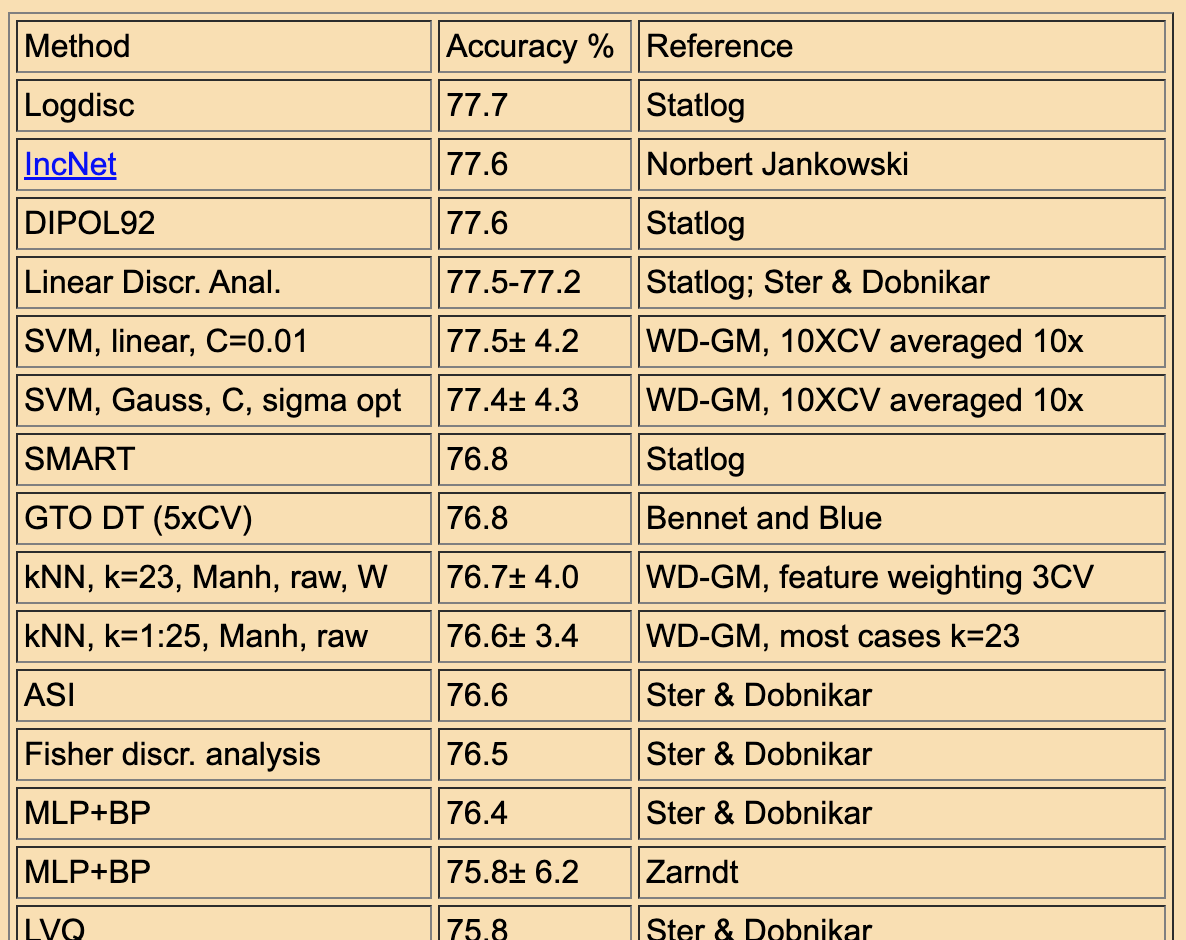 Method Accuracy % Reference
Logdisc 77.7 Statlog
IncNet 77.6 Norbert Jankowski
DIPOL92 77.6 Statlog
Linear Discr. Anal. 77.5-77.2 Statlog; Ster & Dobnikar
SVM, linear, C=0.01 77.5± 4.2 WD-GM, 10XCV averaged 10x
SVM, Gauss, C, sigma opt 77.4± 4.3 WD-GM, 10XCV averaged 10x
SMART 76.8 Statlog
GTO DT (5xCV) 76.8 Bennet and Blue
kNN, k=23, Manh, raw, W 76.7± 4.0 WD-GM, feature weighting 3CV
kNN, k=1:25, Manh, raw 76.6± 3.4 WD-GM, most cases k=23
ASI 76.6 Ster & Dobnikar
Fisher discr. analysis 76.5 Ster & Dobnikar
MLP+BP 76.4 Ster & Dobnikar
MLP+BP 75.8± 6.2 Zarndt
LVQ 75.8 Ster & Dobnikar